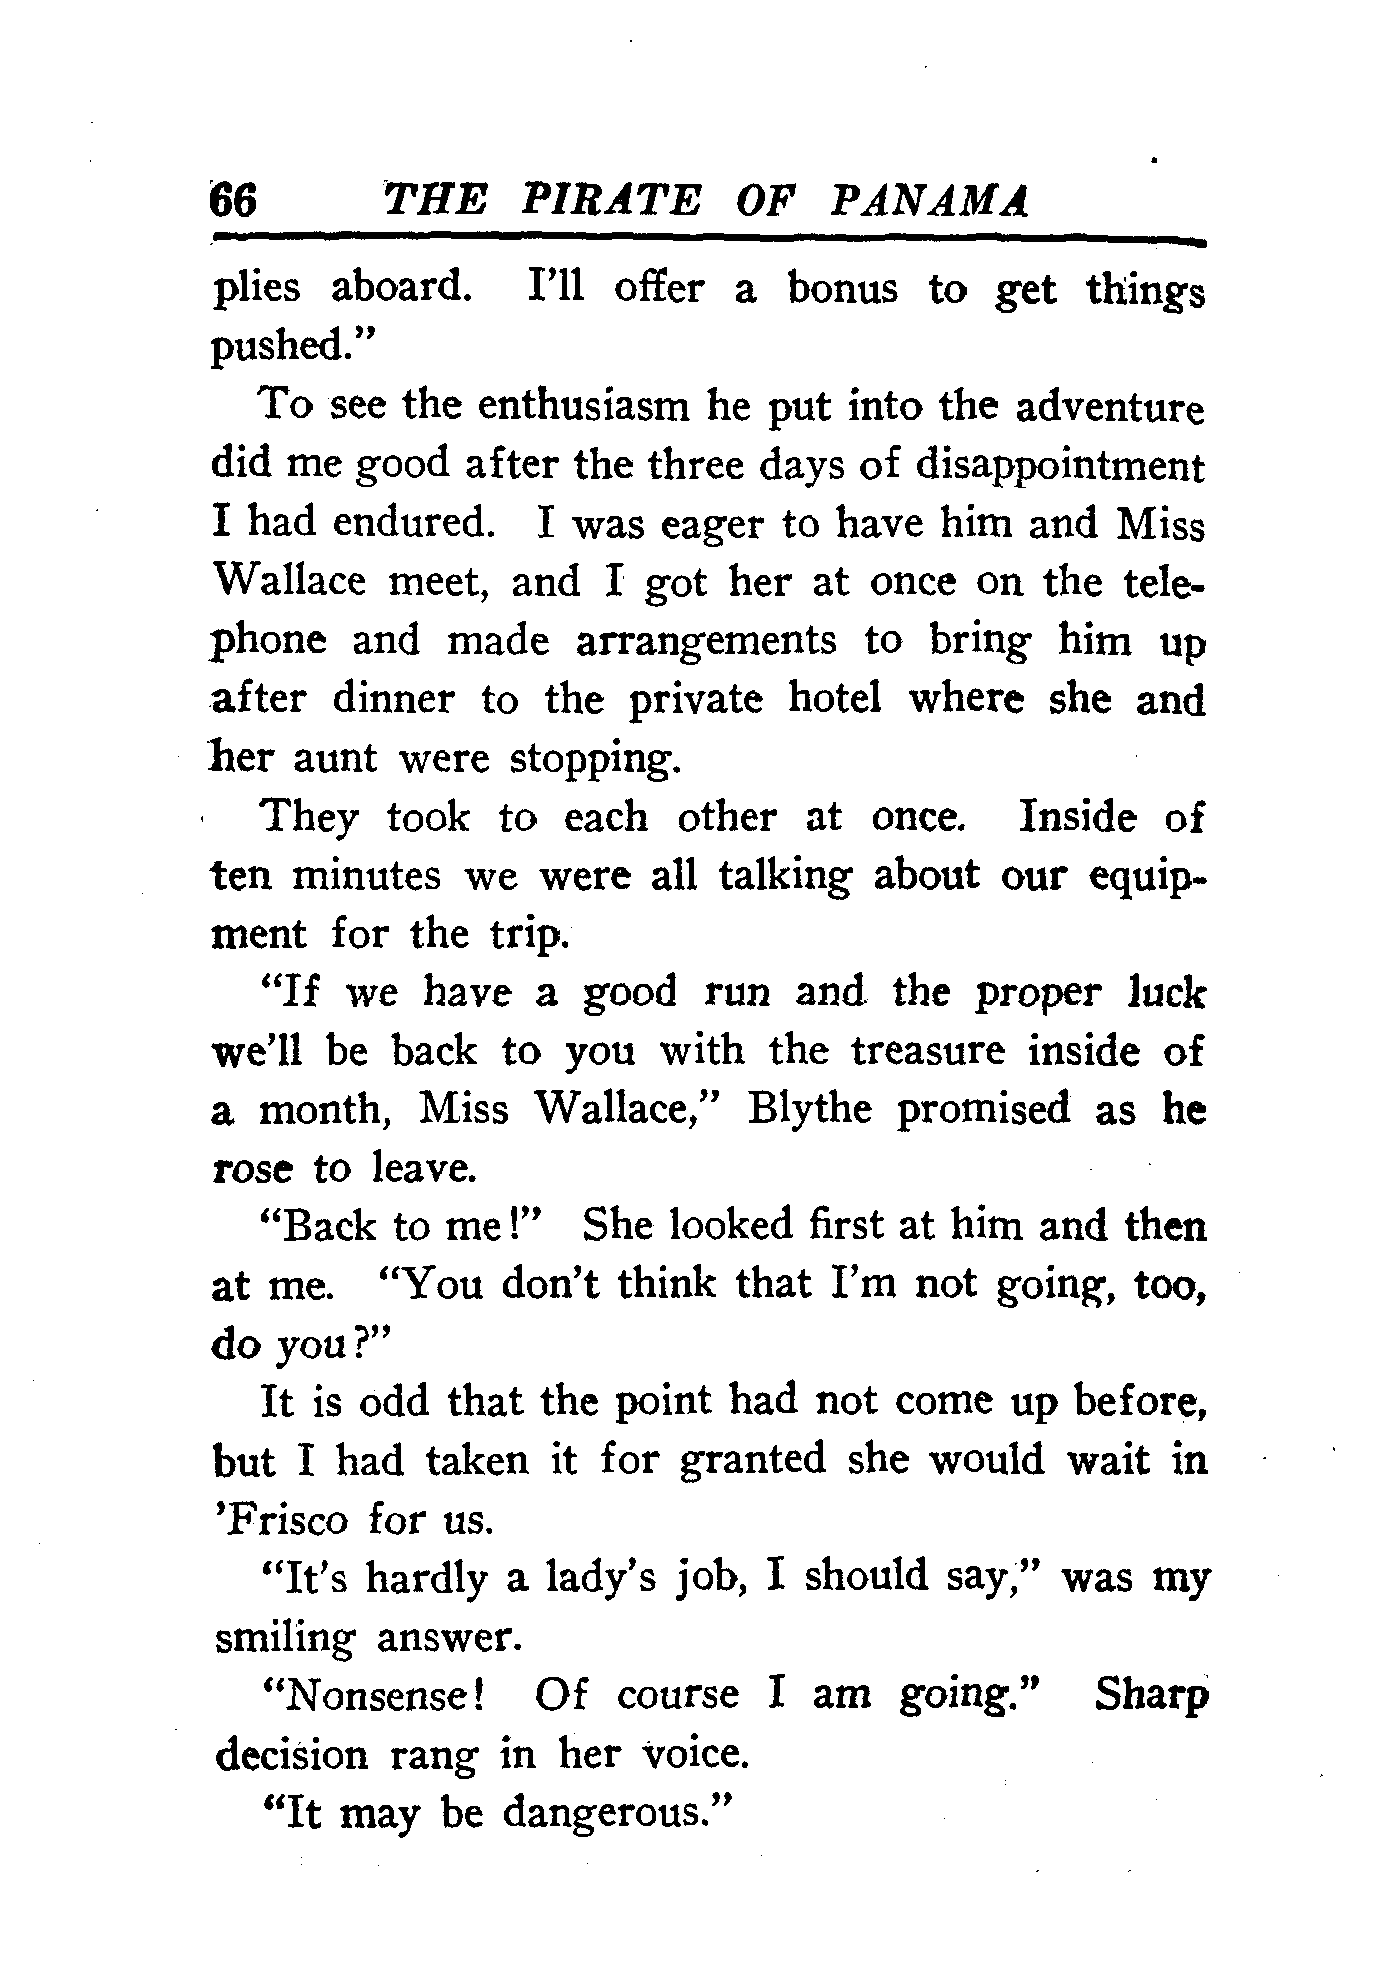 66 THE PIRATE OF PANAMA
plies aboard. I'll offer a bonus to get things
pushed."
To see the enthusiasm he put into the adventure
did me good after the three days of disappointment
I had endured. I was eager to have him and Miss
Wallace meet, and I got her at once on the tele-
phone and made arrangements to bring him up
after dinner to the private hotel where she and
her aunt were stopping.
They took to each other at once. Inside of
ten minutes we were all talking about our equip-
ment for the trip.
"If we have a good run and the proper luck
we'll be back to you with the treasure inside of
a month, Miss Wallace," Blythe promised as he
rose to leave.
"Back to me!" She looked first at him and then
at me. "You don't think that I'm not going, too,
do you?"
It is odd that the point had not come up before,
but I had taken it for granted she would wait in
'Frisco for us.
"It's hardly a lady's job, I should say," was my
smiling answer.
"Nonsense! Of course I am going." Sharp
decision rang in her voice.
"It may be dangerous."